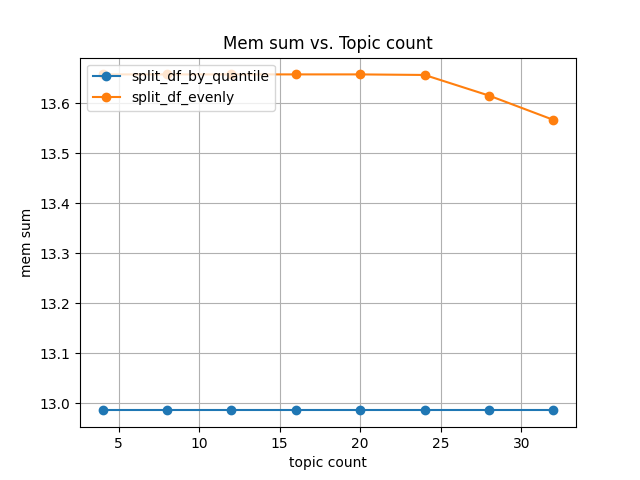 Mem sum vs. Topic count
split_df_by_quantile
split_df_evenly
mem sum
13.6
13.5
13.4
13.3
13.2
13.1
13.0
5 10 15 20 25 30
topic count